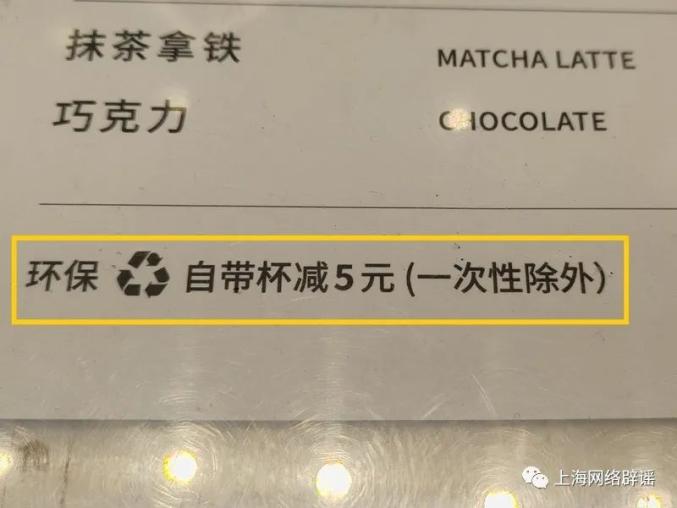 抹茶拿铁 MATCHA LATTE
巧克力 CHOCOLATE
环保 自带杯减5元(一次性除外)
上海网络辟谣